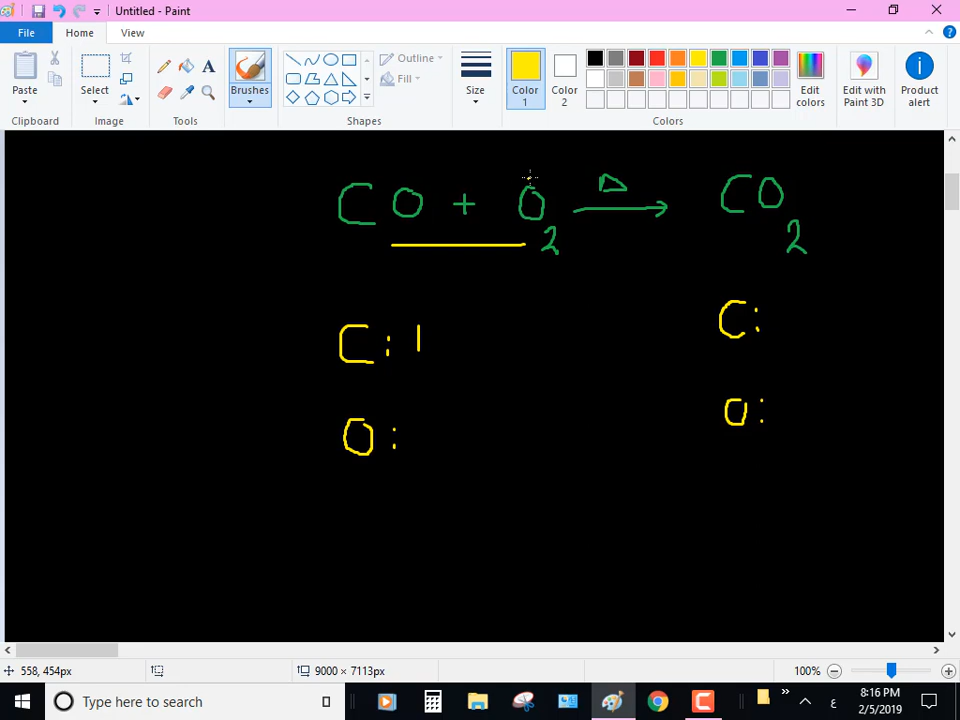 Untitled - Paint
File Home View
Paste Select Brushes Outline Fill Size Color 1 Color 2 Edit colors Edit with Paint 3D Product alert
Clipboard Image Tools Shapes Colors
CO + O2 Δ→ CO2
C: 1 C:
O: O:
558, 454px 9000 × 7113px 100%
Type here to search 8:16 PM
2/5/2019